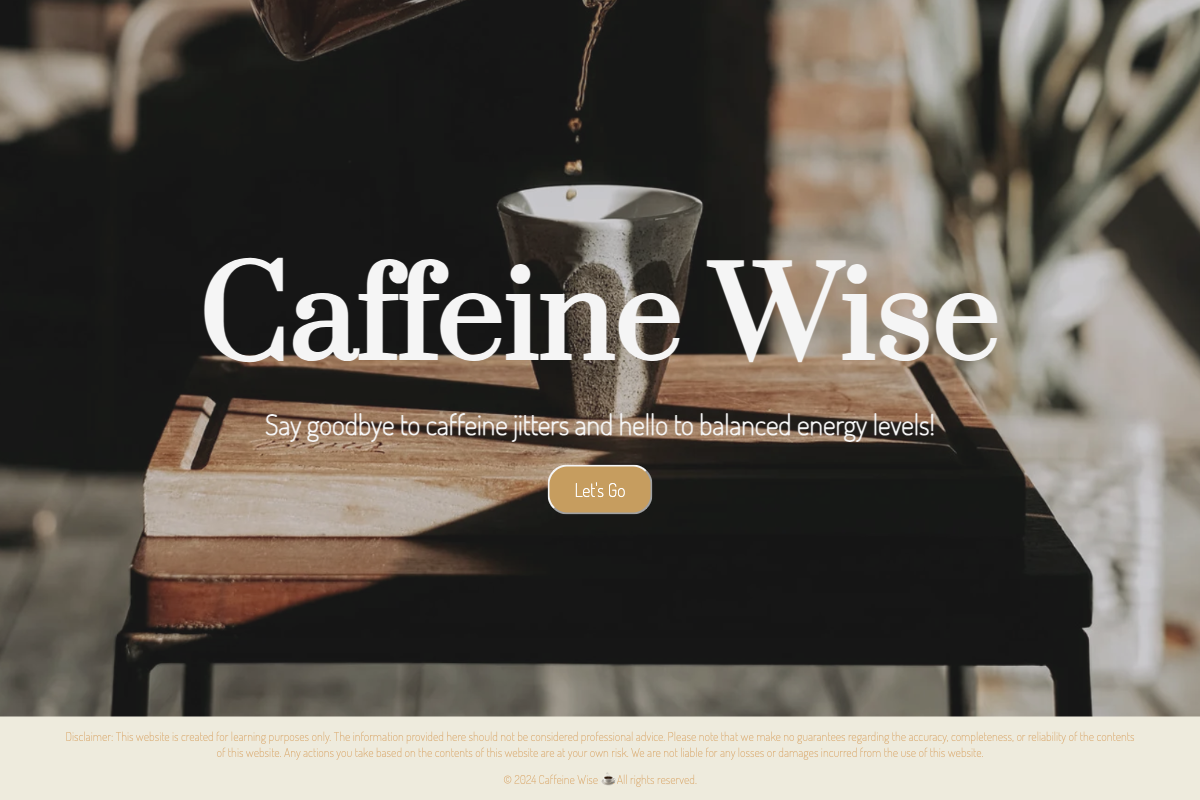 Caffeine Wise
Say goodbye to caffeine jitters and hello to balanced energy levels!
Let's Go
Disclaimer: This website is created for learning purposes only. The information provided here should not be considered professional advice. Please note that we make no guarantees regarding the accuracy, completeness, or reliability of the contents
of this website. Any actions you take based on the contents of this website are at your own risk. We are not liable for any losses or damages incurred from the use of this website.
© 2024 Caffeine Wise ☕ All rights reserved.